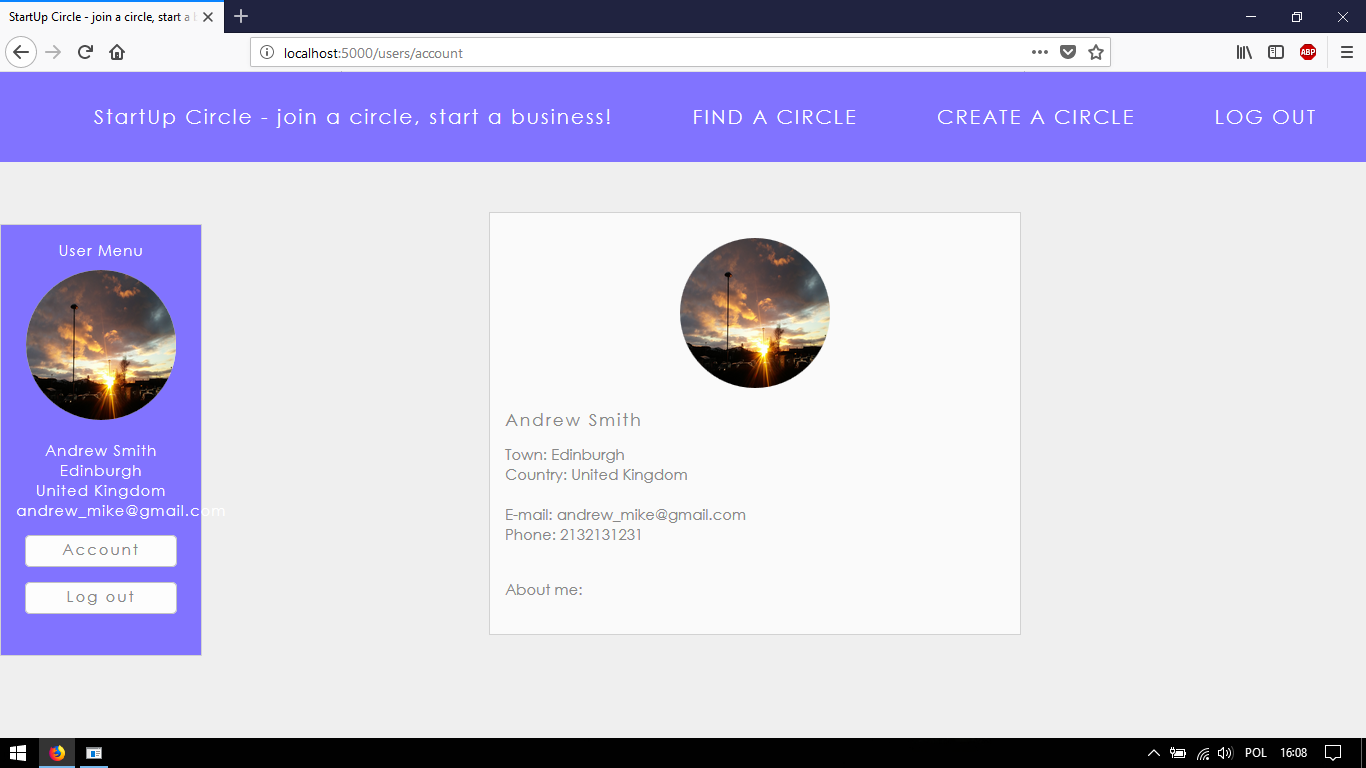 StartUp Circle - join a circle, start a b
localhost:5000/users/account
ABP
StartUp Circle - join a circle, start a business! FIND A CIRCLE CREATE A CIRCLE LOG OUT
User Menu
Andrew Smith
Edinburgh
United Kingdom
andrew_mike@gmail.com
Account
Log out
Andrew Smith
Town: Edinburgh
Country: United Kingdom
E-mail: andrew_mike@gmail.com
Phone: 2132131231
About me:
POL 16:08